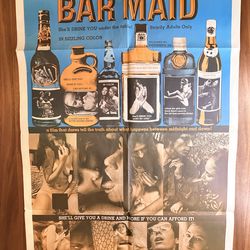 BAR MAID
She'll DRINK YOU under the table!
Strictly Adults Only
IN SIZZLING COLOR
a film that dares tell the truth about what happens between midnight and dawn!
SHE'LL GIVE YOU A DRINK AND MORE IF YOU CAN AFFORD IT!